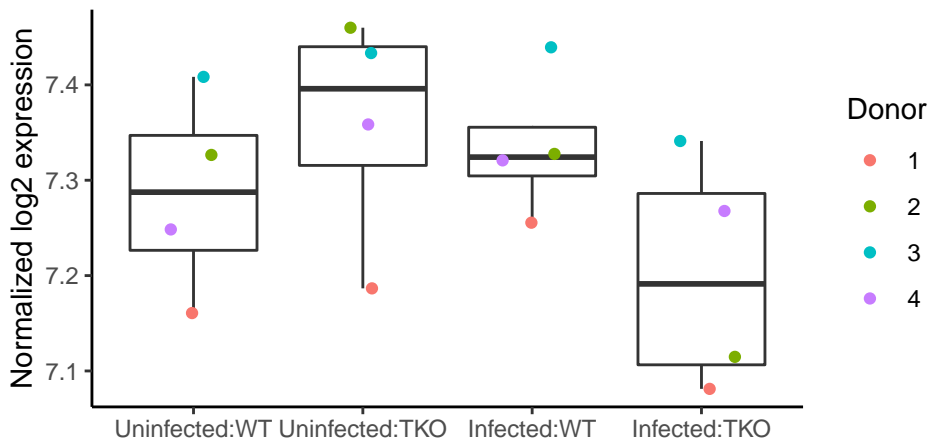 Normalized log2 expression
7.4
7.3
7.2
7.1
Uninfected:WT Uninfected:TKO Infected:WT Infected:TKO
Donor
1
2
3
4